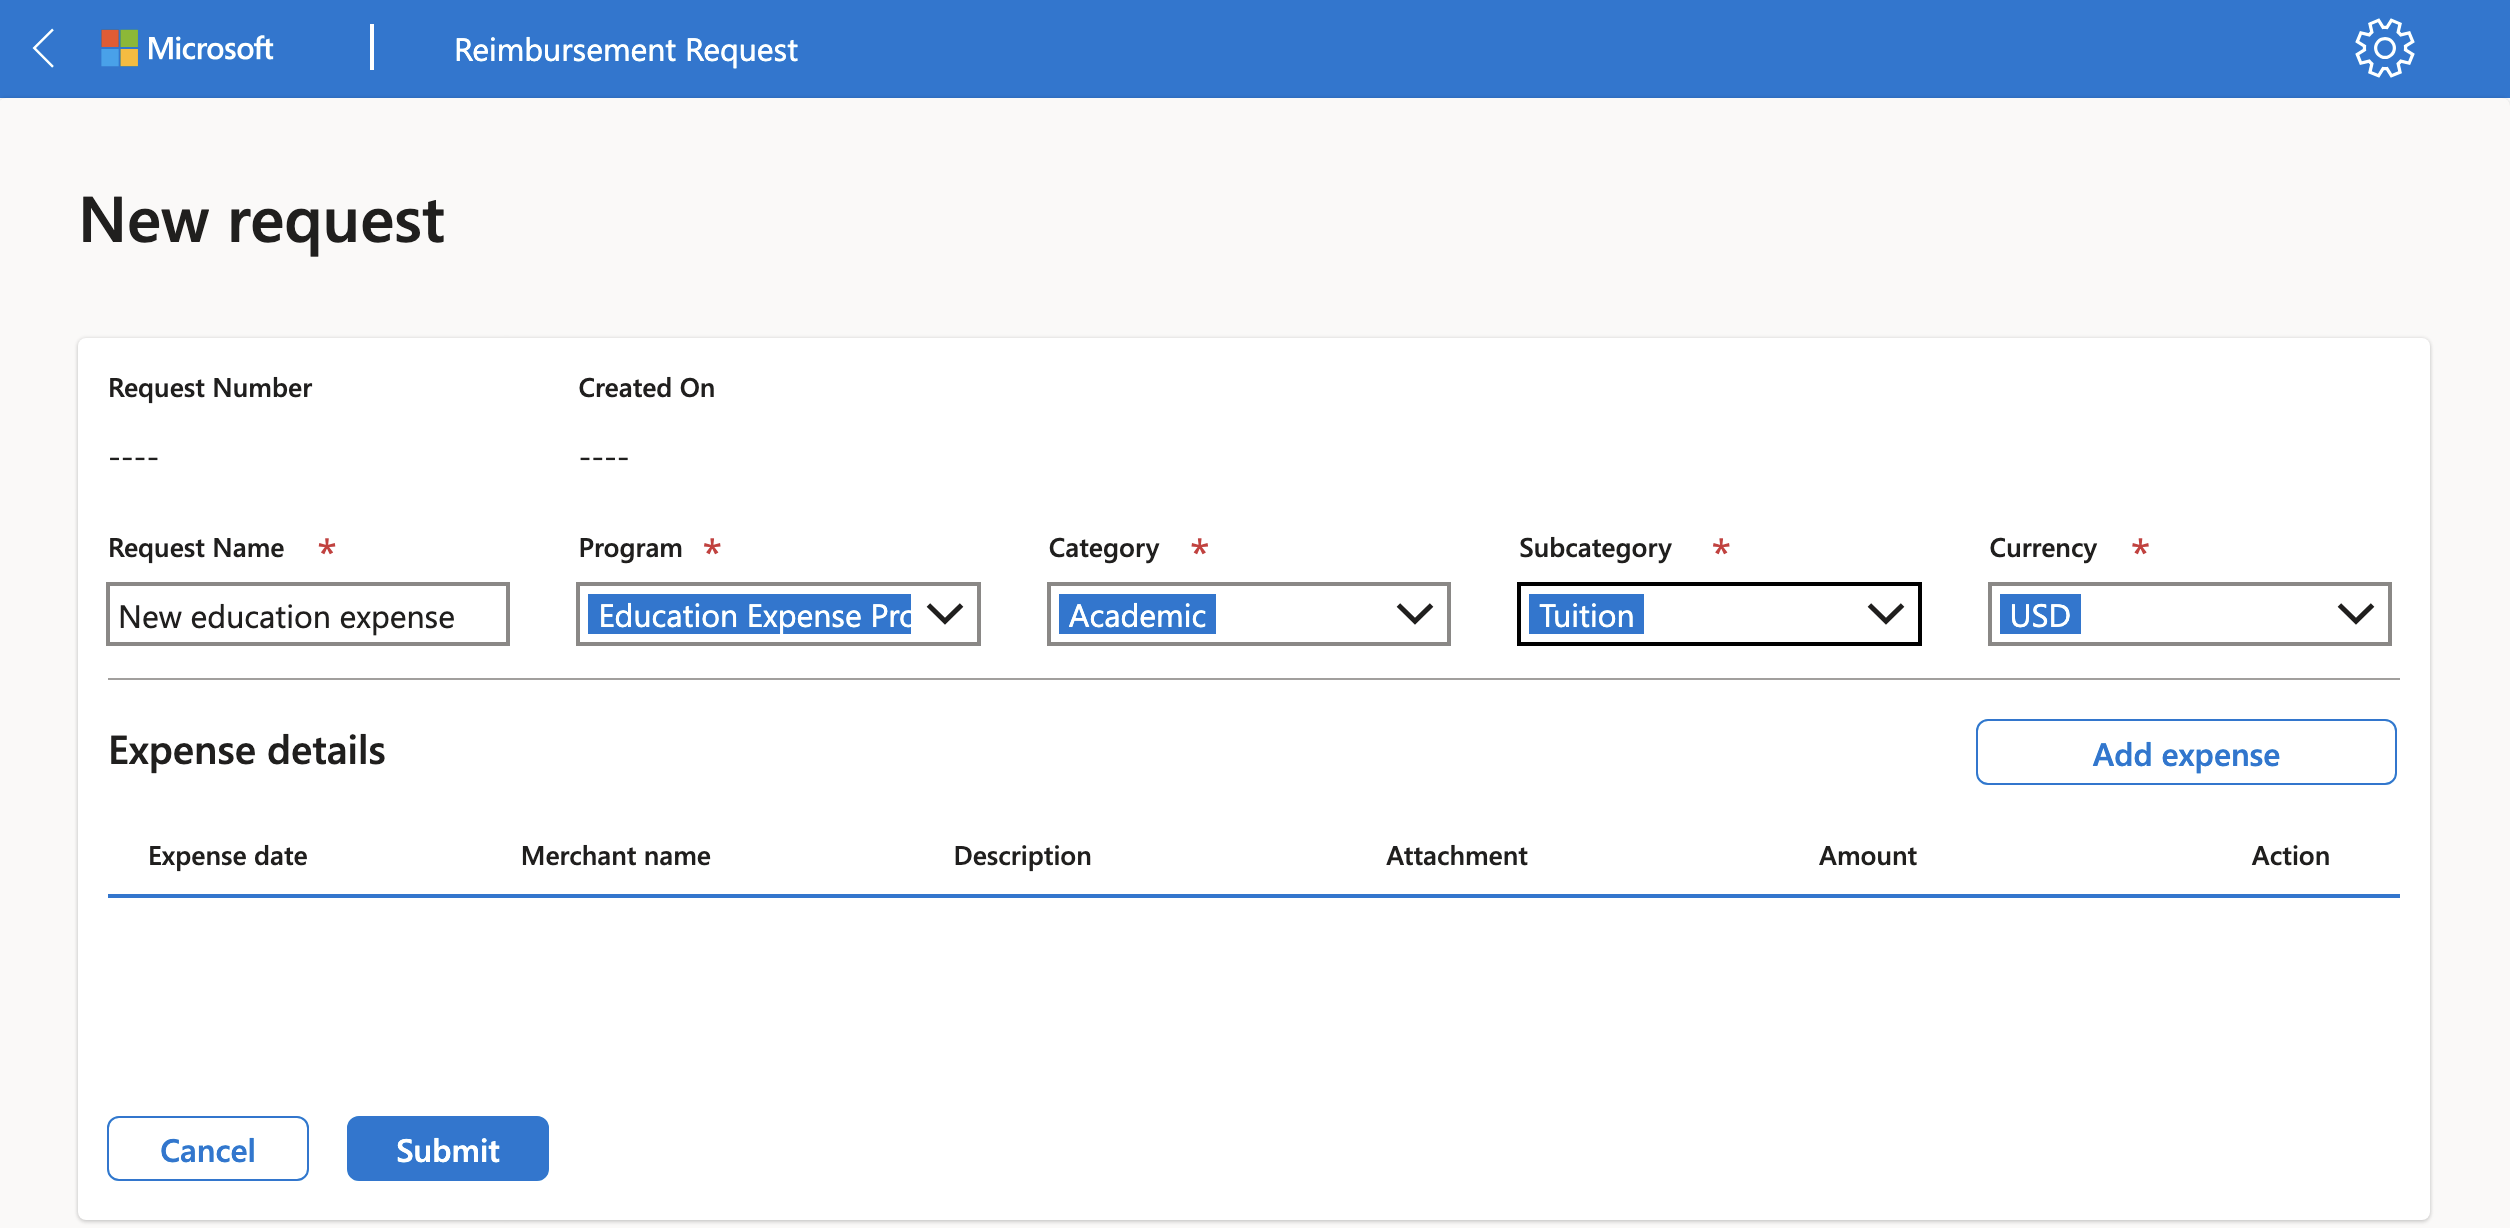 Microsoft
Reimbursement Request
New request
Request Number
Created On
----
----
Request Name *
Program *
Category *
Subcategory *
Currency *
New education expense
Education Expense Pro
Academic
Tuition
USD
Expense details
Add expense
Expense date
Merchant name
Description
Attachment
Amount
Action
Cancel
Submit